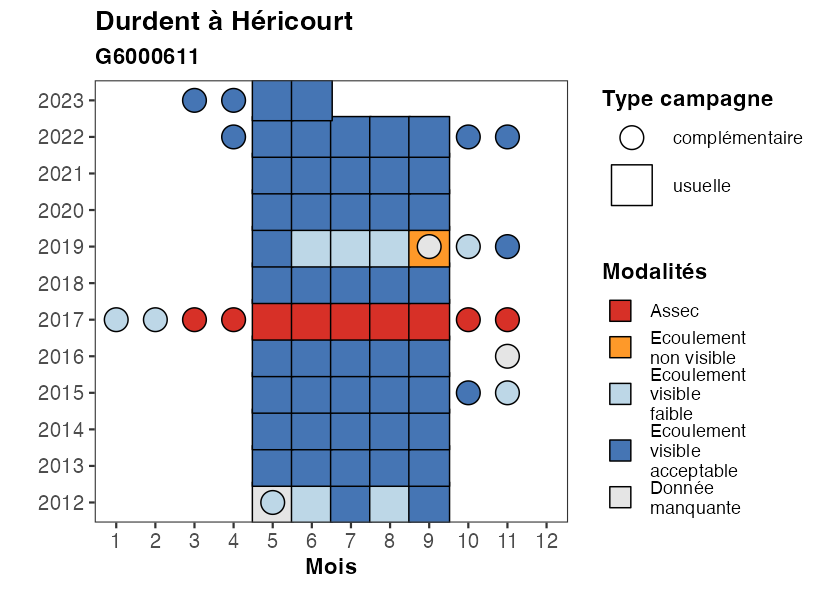 Durdent à Héricourt
G6000611
2023
2022
2021
2020
2019
2018
2017
2016
2015
2014
2013
2012
1 2 3 4 5 6 7 8 9 10 11 12
Mois
Type campagne
complémentaire
usuelle
Modalités
Assec
Ecoulement
non visible
Ecoulement
visible
faible
Ecoulement
visible
acceptable
Donnée
manquante